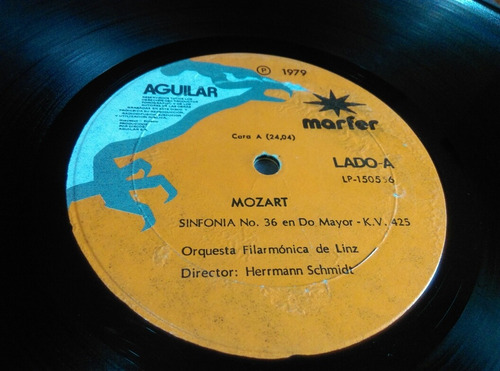 AGUILAR
℗ 1979
marfer
Cara A (24,04)
LADO-A
MOZART
SINFONIA No. 36 en Do Mayor - K.V. 425
Orquesta Filarmónica de Linz
Director: Herrmann Schmidt